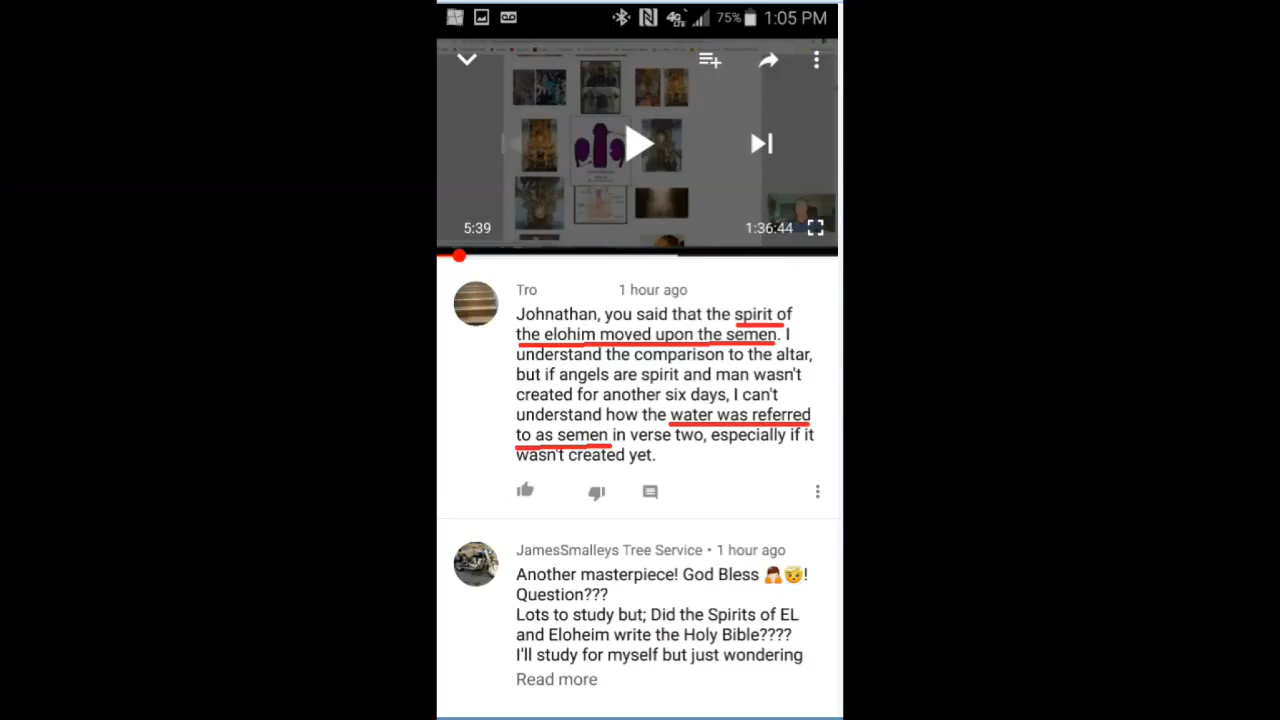 75% 1:05 PM
5:39 1:36:44
Tro 1 hour ago
Johnathan, you said that the spirit of
the elohim moved upon the semen. I
understand the comparison to the altar,
but if angels are spirit and man wasn't
created for another six days, I can't
understand how the water was referred
to as semen in verse two, especially if it
wasn't created yet.
JamesSmalleys Tree Service • 1 hour ago
Another masterpiece! God Bless 🙏🤕!
Question???
Lots to study but; Did the Spirits of EL
and Eloheim write the Holy Bible????
I'll study for myself but just wondering
Read more